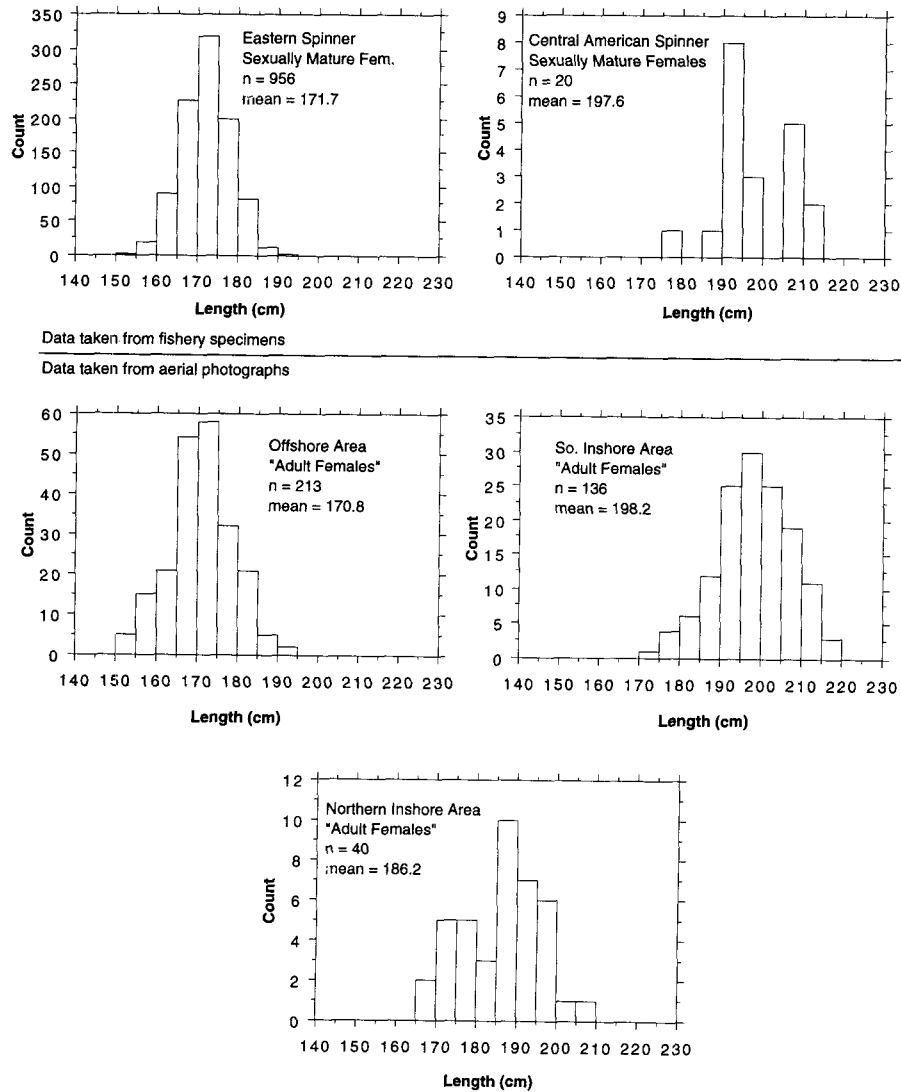 Eastern Spinner
Sexually Mature Fem.
n = 956
mean = 171.7
350
300
250
200
150
100
50
0
Count
140 150 160 170 180 190 200 210 220 230
Length (cm)
Central American Spinner
Sexually Mature Females
n = 20
mean = 197.6
9
8
7
6
5
4
3
2
1
0
Count
140 150 160 170 180 190 200 210 220 230
Length (cm)
Data taken from fishery specimens
Data taken from aerial photographs
Offshore Area
"Adult Females"
n = 213
mean = 170.8
60
50
40
30
20
10
0
Count
140 150 160 170 180 190 200 210 220 230
Length (cm)
So. Inshore Area
"Adult Females"
n = 136
mean = 198.2
35
30
25
20
15
10
5
0
Count
140 150 160 170 180 190 200 210 220 230
Length (cm)
Northern Inshore Area
"Adult Females"
n = 40
mean = 186.2
12
10
8
6
4
2
0
Count
140 150 160 170 180 190 200 210 220 230
Length (cm)